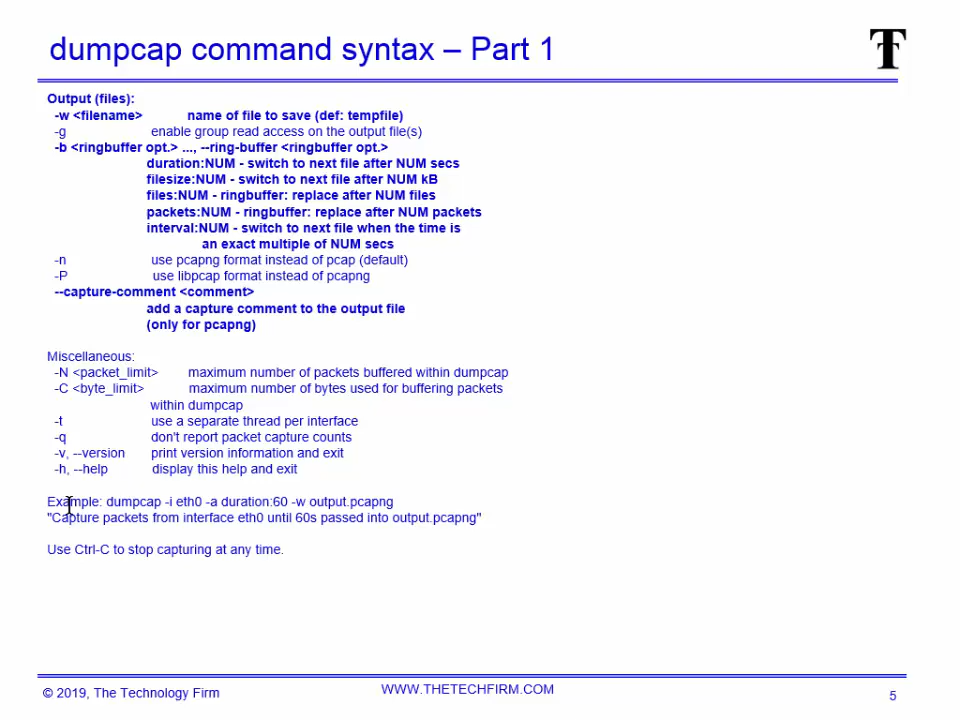 dumpcap command syntax – Part 1
Output (files):
-w <filename> name of file to save (def: tempfile)
-g enable group read access on the output file(s)
-b <ringbuffer opt.> ..., --ring-buffer <ringbuffer opt.>
duration:NUM - switch to next file after NUM secs
filesize:NUM - switch to next file after NUM kB
files:NUM - ringbuffer: replace after NUM files
packets:NUM - ringbuffer: replace after NUM packets
interval:NUM - switch to next file when the time is
an exact multiple of NUM secs
-n use pcapng format instead of pcap (default)
-P use libpcap format instead of pcapng
--capture-comment <comment>
add a capture comment to the output file
(only for pcapng)
Miscellaneous:
-N <packet_limit> maximum number of packets buffered within dumpcap
-C <byte_limit> maximum number of bytes used for buffering packets
within dumpcap
-t use a separate thread per interface
-q don't report packet capture counts
-v, --version print version information and exit
-h, --help display this help and exit
Example: dumpcap -i eth0 -a duration:60 -w output.pcapng
"Capture packets from interface eth0 until 60s passed into output.pcapng"
Use Ctrl-C to stop capturing at any time.
© 2019, The Technology Firm
WWW.THETECHFIRM.COM
5